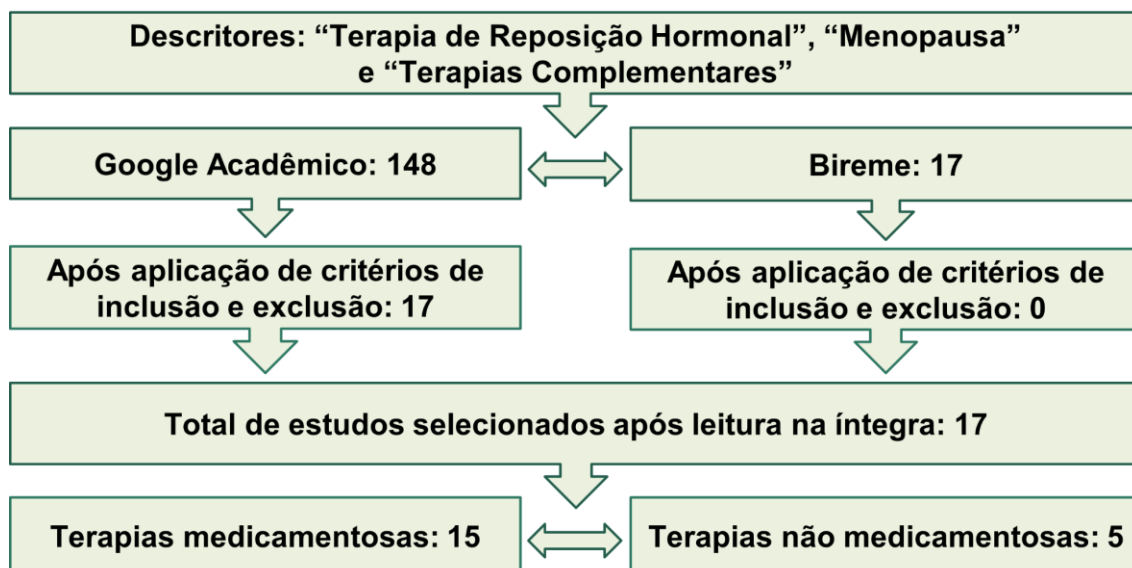 Descritores: “Terapia de Reposição Hormonal”, “Menopausa”
e “Terapias Complementares”
Google Acadêmico: 148
Bireme: 17
Após aplicação de critérios de
inclusão e exclusão: 17
Após aplicação de critérios de
inclusão e exclusão: 0
Total de estudos selecionados após leitura na íntegra: 17
Terapias medicamentosas: 15
Terapias não medicamentosas: 5